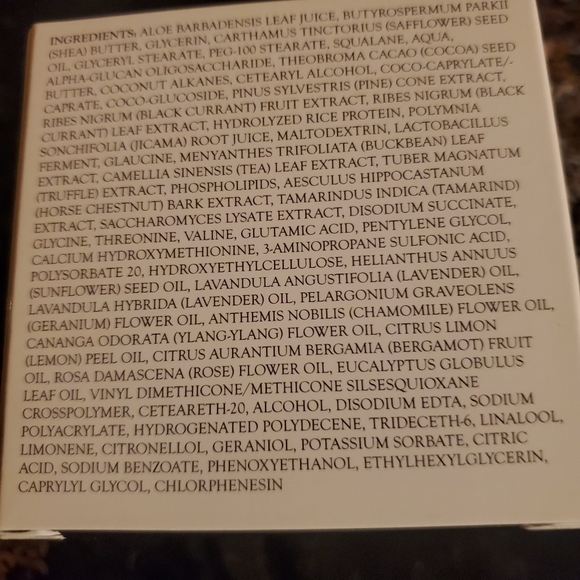 INGREDIENTS: ALOE BARBADENSIS LEAF JUICE, BUTYROSPERMUM PARKII
(SHEA) BUTTER, GLYCERIN, CARTHAMUS TINCTORIUS (SAFFLOWER) SEED
OIL, GLYCERYL STEARATE, PEG-100 STEARATE, SQUALANE, AQUA,
ALPHA-GLUCAN OLIGOSACCHARIDE, THEOBROMA CACAO (COCOA) SEED
BUTTER, COCONUT ALKANES, CETEARYL ALCOHOL, COCO-CAPRYLATE/-
CAPRATE, COCO-GLUCOSIDE, PINUS SYLVESTRIS (PINE) CONE EXTRACT,
RIBES NIGRUM (BLACK CURRANT) FRUIT EXTRACT, RIBES NIGRUM (BLACK
CURRANT) LEAF EXTRACT, HYDROLYZED RICE PROTEIN, POLYMNIA
SONCHIFOLIA (JICAMA) ROOT JUICE, MALTODEXTRIN, LACTOBACILLUS
FERMENT, GLAUCINE, MENYANTHES TRIFOLIATA (BUCKBEAN) LEAF
EXTRACT, CAMELLIA SINENSIS (TEA) LEAF EXTRACT, TUBER MAGNATUM
(TRUFFLE) EXTRACT, PHOSPHOLIPIDS, AESCULUS HIPPOCASTANUM
(HORSE CHESTNUT) BARK EXTRACT, TAMARINDUS INDICA (TAMARIND)
EXTRACT, SACCHAROMYCES LYSATE EXTRACT, DISODIUM SUCCINATE,
GLYCINE, THREONINE, VALINE, GLUTAMIC ACID, PENTYLENE GLYCOL,
CALCIUM HYDROXYMETHIONINE, 3-AMINOPROPANE SULFONIC ACID,
POLYSORBATE 20, HYDROXYETHYLCELLULOSE, HELIANTHUS ANNUUS
(SUNFLOWER) SEED OIL, LAVANDULA ANGUSTIFOLIA (LAVENDER) OIL,
LAVANDULA HYBRIDA (LAVENDER) OIL, PELARGONIUM GRAVEOLENS
(GERANIUM) FLOWER OIL, ANTHEMIS NOBILIS (CHAMOMILE) FLOWER OIL,
CANANGA ODORATA (YLANG-YLANG) FLOWER OIL, CITRUS LIMON
(LEMON) PEEL OIL, CITRUS AURANTIUM BERGAMIA (BERGAMOT) FRUIT
OIL, ROSA DAMASCENA (ROSE) FLOWER OIL, EUCALYPTUS GLOBULUS
LEAF OIL, VINYL DIMETHICONE/METHICONE SILSESQUIOXANE
CROSSPOLYMER, CETEARETH-20, ALCOHOL, DISODIUM EDTA, SODIUM
POLYACRYLATE, HYDROGENATED POLYDECENE, TRIDECETH-6, LINALOOL,
LIMONENE, CITRONELLOL, GERANIOL, POTASSIUM SORBATE, CITRIC
ACID, SODIUM BENZOATE, PHENOXYETHANOL, ETHYLHEXYLGLYCERIN,
CAPRYLYL GLYCOL, CHLORPHENESIN